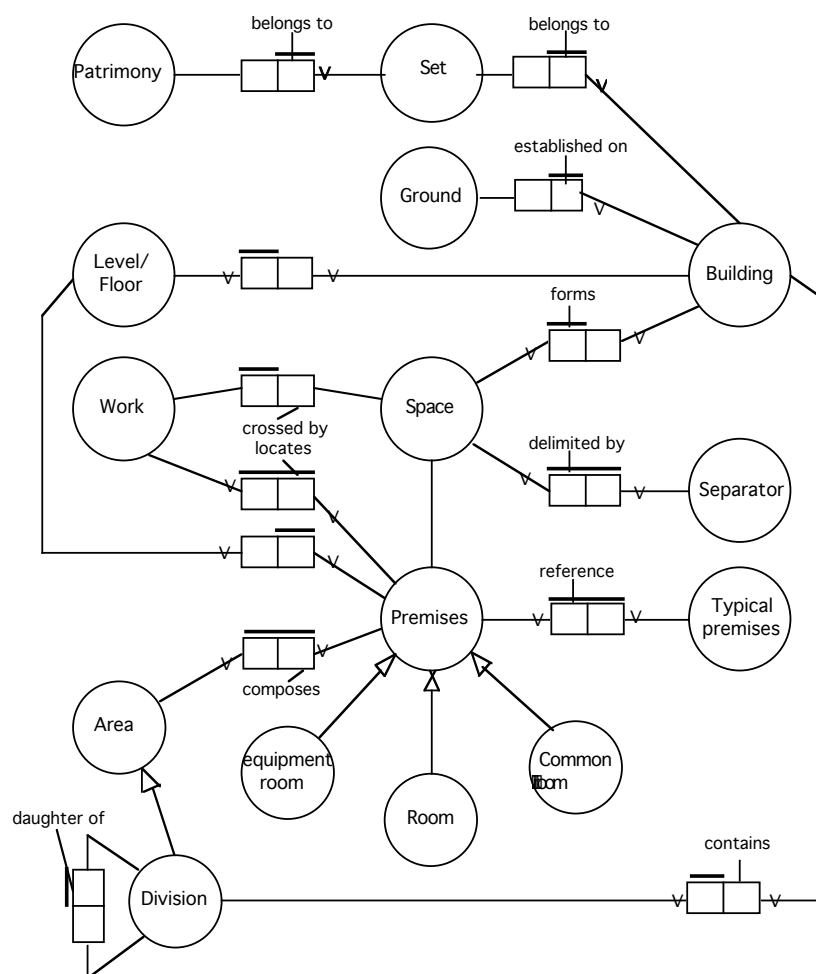 belongs to
belongs to
Patrimony
Set
established on
Ground
Level/
Floor
Building
forms
Work
Space
crossed by
locates
delimited by
Separator
reference
Premises
Typical
premises
composes
Area
equipment
room
Common
Room
daughter of
Division
contains